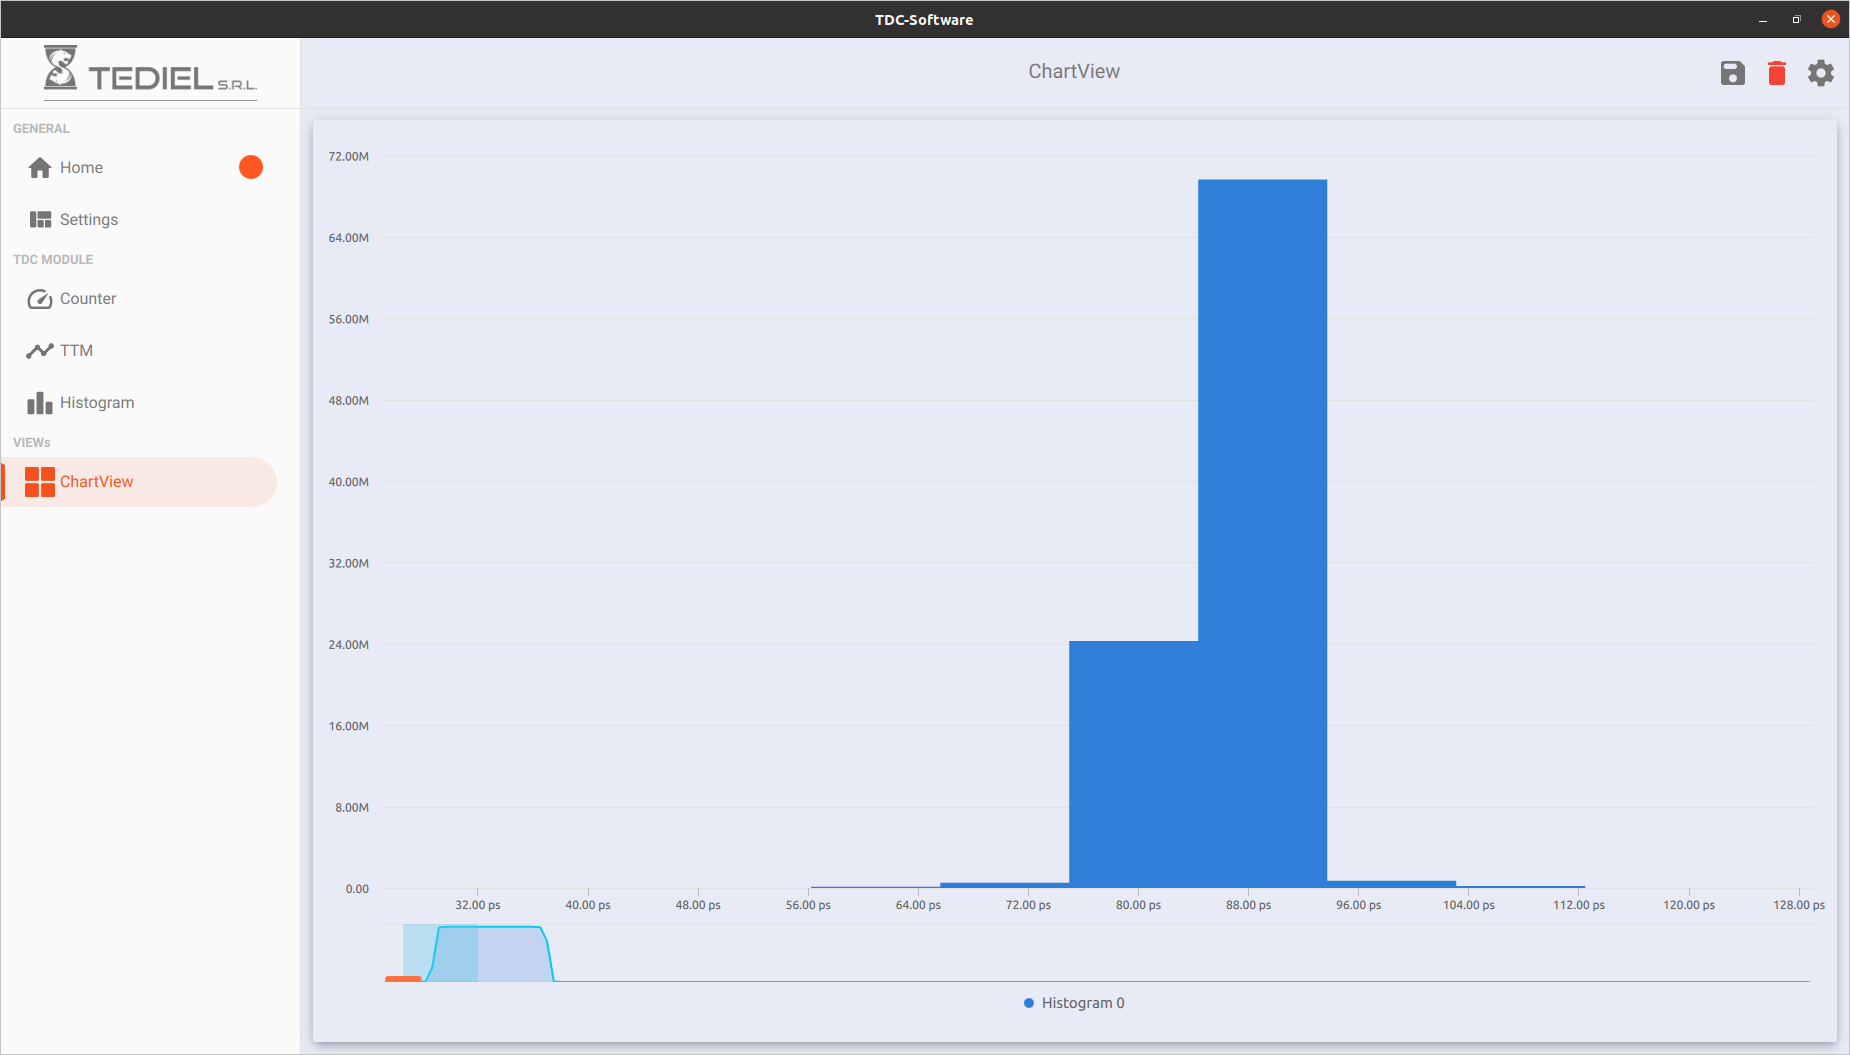 TDC-Software
TEDIEL S.R.L.
ChartView
GENERAL
Home
Settings
TDC MODULE
Counter
TTM
Histogram
VIEWs
ChartView
72.00M
64.00M
56.00M
48.00M
40.00M
32.00M
24.00M
16.00M
8.00M
0.00
32.00 ps 40.00 ps 48.00 ps 56.00 ps 64.00 ps 72.00 ps 80.00 ps 88.00 ps 96.00 ps 104.00 ps 112.00 ps 120.00 ps 128.00 ps
Histogram 0